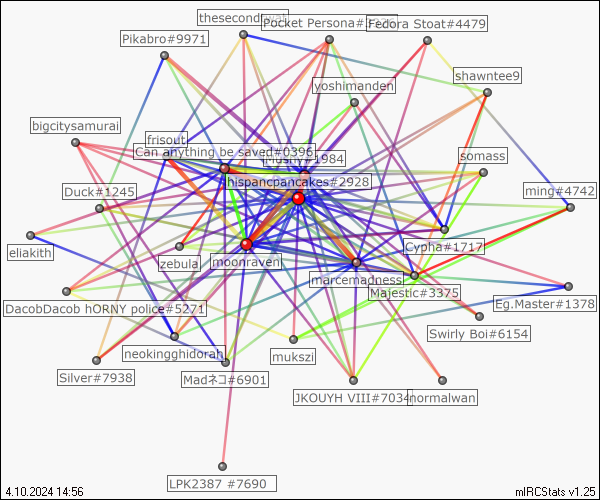 thesecond
Pocket Persona#
Fedora Stoat#4479
Pikabro#9971
shawntee9
yoshimanden
bigcitysamurai
frisout
Can anything be saved#0396
1984
somass
hispancpancakes#2928
Duck#1245
ming#4742
Cypha#1717
eliakith
zebula
moonraven
marcemadness
Majestic#3375
DacobDacob hORNY police#5271
Eg.Master#1378
Swirly Boi#6154
neokingghidorah
mukszi
Silver#7938
Madネコ#6901
JKOUYH VIII#7034
normalwan
LPK2387 #7690
4.10.2024 14:56
mIRCStats v1.25